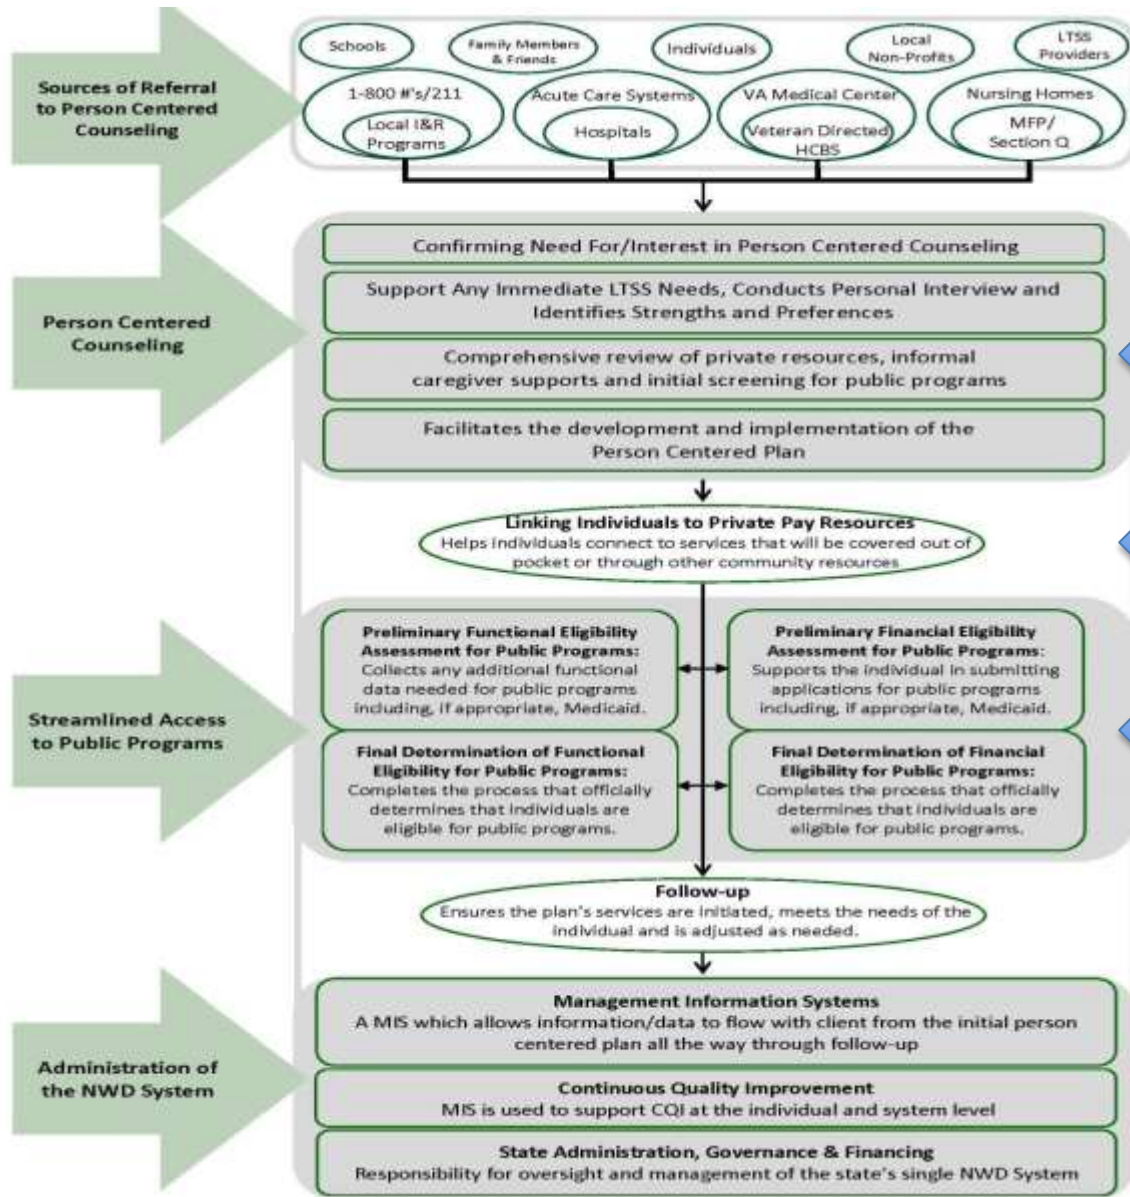 Sources of Referral
to Person Centered
Counseling
Schools
Family Members
& Friends
Individuals
Local
Non-Profits
LTSS
Providers
1-800 #'s/211
Local I&R
Programs
Acute Care Systems
Hospitals
VA Medical Center
Veteran Directed
HCBS
Nursing Homes
MFP/
Section Q
Person Centered
Counseling
Confirming Need For/Interest in Person Centered Counseling
Support Any Immediate LTSS Needs, Conducts Personal Interview and
Identifies Strengths and Preferences
Comprehensive review of private resources, informal
caregiver supports and initial screening for public programs
Facilitates the development and implementation of the
Person Centered Plan
Linking Individuals to Private Pay Resources
Helps individuals connect to services that will be covered out of
pocket or through other community resources
Streamlined Access
to Public Programs
Preliminary Functional Eligibility
Assessment for Public Programs:
Collects any additional functional
data needed for public programs
including, if appropriate, Medicaid.
Preliminary Financial Eligibility
Assessment for Public Programs:
Supports the individual in submitting
applications for public programs
including, if appropriate, Medicaid.
Final Determination of Functional
Eligibility for Public Programs:
Completes the process that officially
determines that individuals are
eligible for public programs.
Final Determination of Financial
Eligibility for Public Programs:
Completes the process that officially
determines that individuals are
eligible for public programs.
Follow-up
Ensures the plan's services are initiated, meets the needs of the
individual and is adjusted as needed.
Administration of
the NWD System
Management Information Systems
A MIS which allows information/data to flow with client from the initial person
centered plan all the way through follow-up
Continuous Quality Improvement
MIS is used to support CQI at the individual and system level
State Administration, Governance & Financing
Responsibility for oversight and management of the state's single NWD System